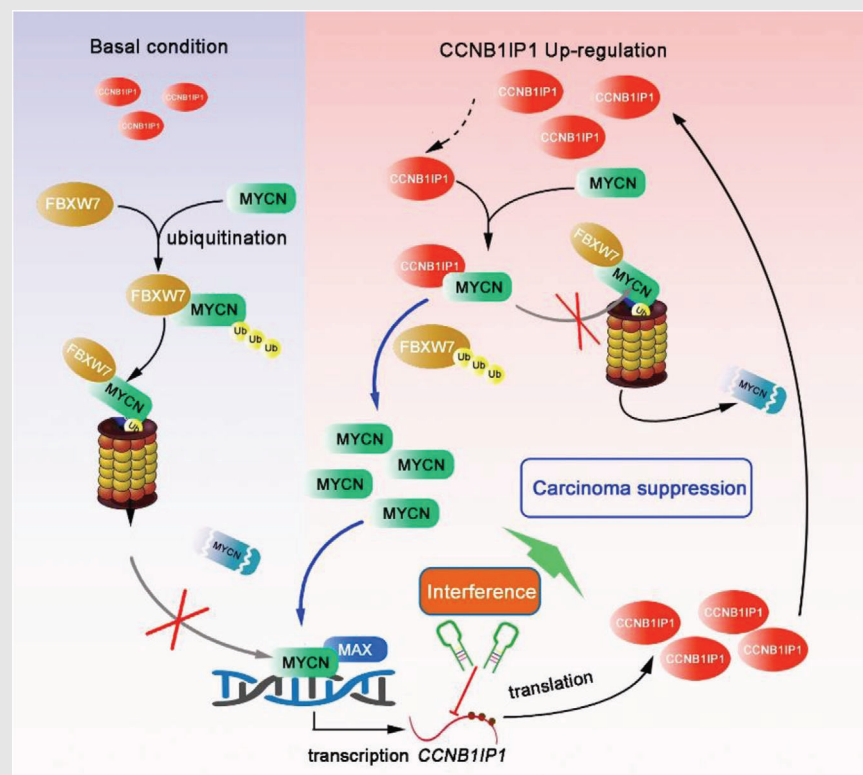 Basal condition
CCNB1IP1 Up-regulation
CCNB1IP1
CCNB1IP1
CCNB1IP1
CCNB1IP1
CCNB1IP1
CCNB1IP1
CCNB1IP1
FBXW7
MYCN
MYCN
ubiquitination
FBXW7
MYCN
Ub
Ub
Ub
FBXW7
MYCN
Ub
CCNB1IP1
MYCN
FBXW7
Ub
Ub
Ub
FBXW7
MYCN
Ub
MYCN
MYCN
MYCN
MYCN
MYCN
MYCN
Carcinoma suppression
Interference
MYCN
MAX
CCNB1IP1
CCNB1IP1
CCNB1IP1
CCNB1IP1
translation
transcription CCNB1IP1